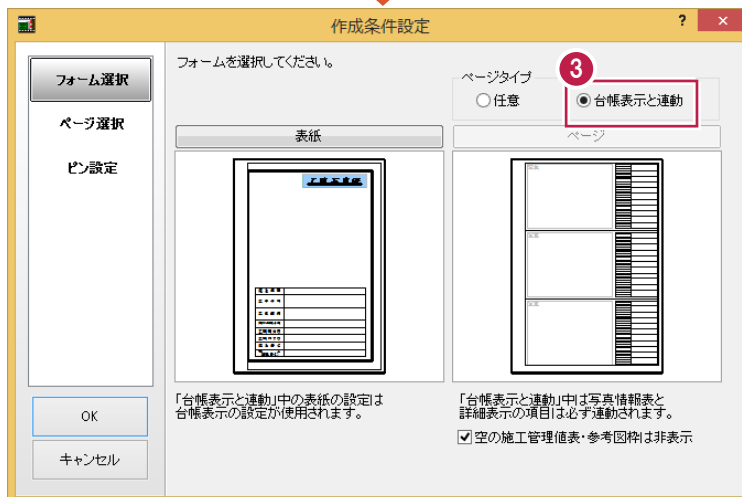 作成条件設定
?
×
フォーム選択
ページ選択
ピン設定
OK
キャンセル
フォームを選択してください。
ページタイプ
任意
台帳表示と連動
3
表紙
ページ
「台帳表示と連動」中の表紙の設定は
台帳表示の設定が使用されます。
「台帳表示と連動」中は写真情報表と
詳細表示の項目は必ず連動されます。
空の施工管理値表・参考図枠は非表示